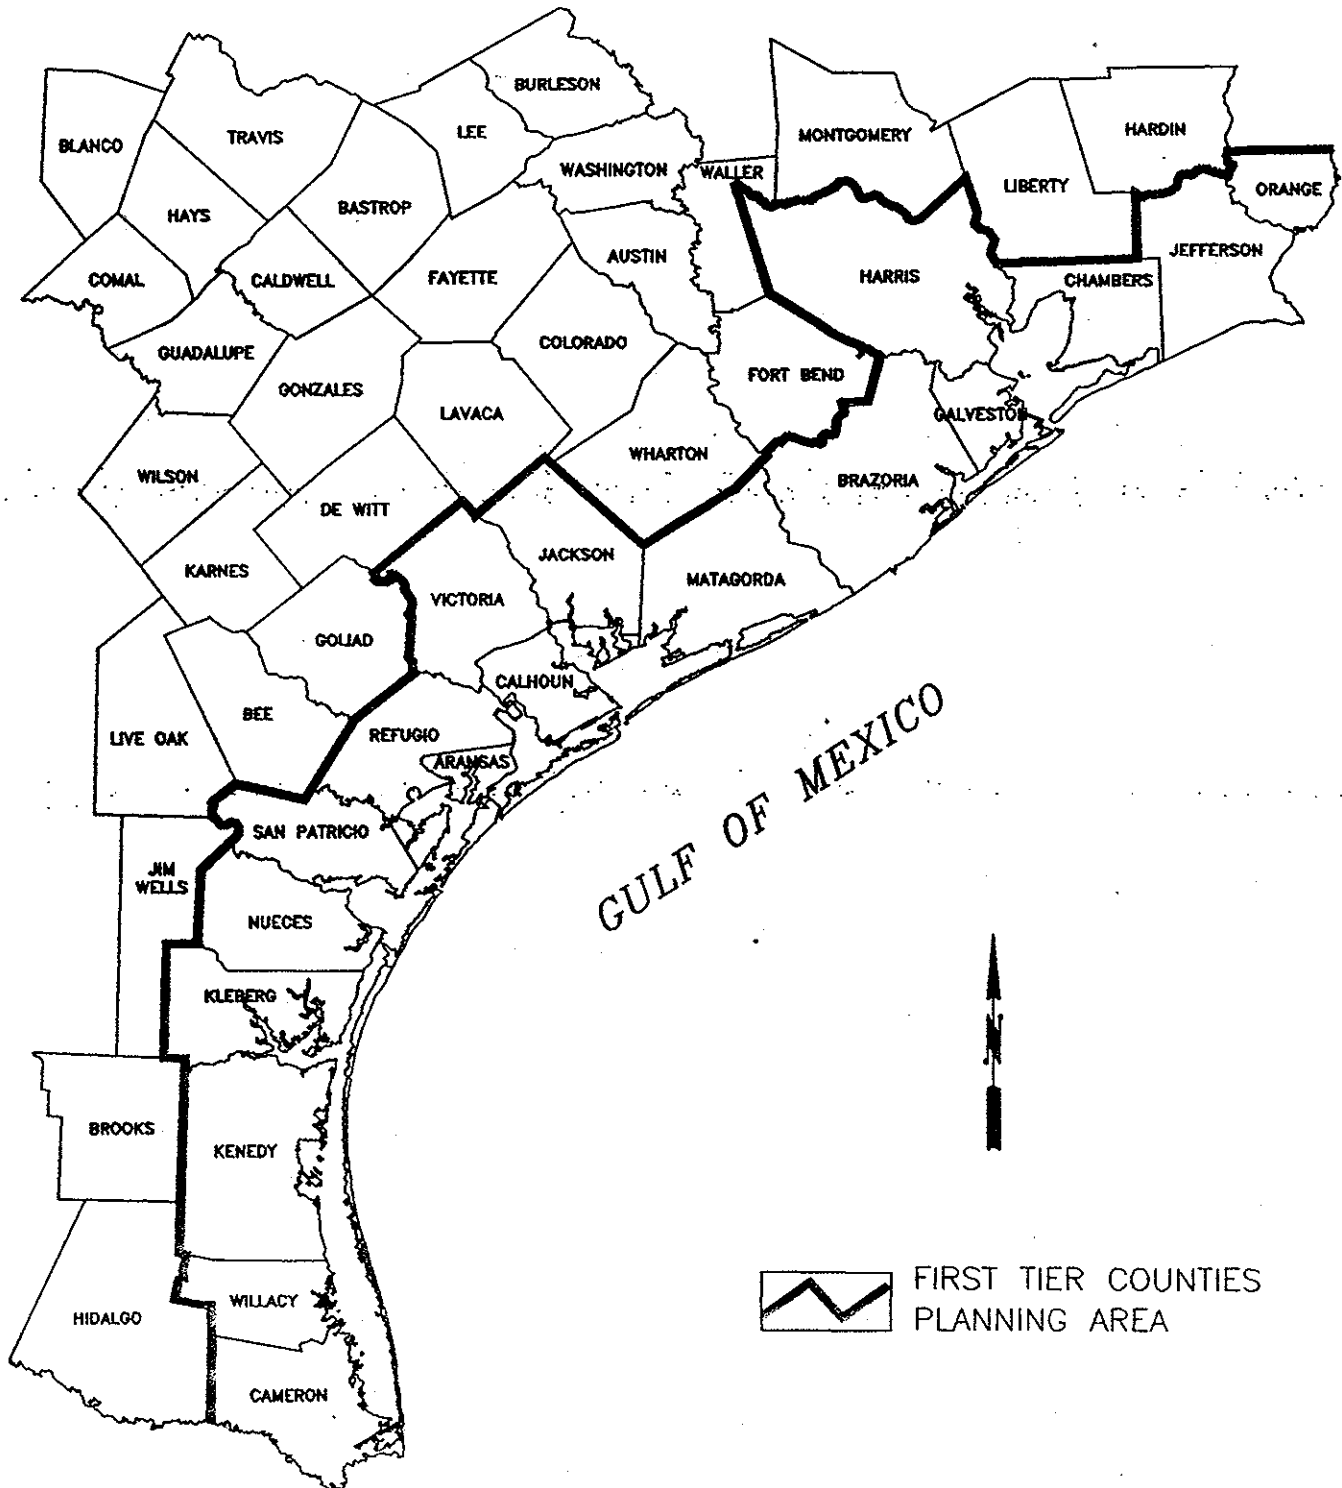 BURLESON
BLANCO
TRAVIS
LEE
MONTGOMERY
HARDIN
WASHINGTON
WALLER
LIBERTY
ORANGE
HAYS
BASTROP
AUSTIN
JEFFERSON
COMAL
CALDWELL
FAYETTE
HARRIS
CHAMBERS
GUADALUPE
COLORADO
GONZALES
FORT BEND
LAVACA
GALVESTON
WILSON
WHARTON
BRAZORIA
DE WITT
KARNES
JACKSON
VICTORIA
MATAGORDA
GOLIAD
CALHOUN
BEE
LIVE OAK
REFUGIO
ARANSAS
SAN PATRICIO
GULF OF MEXICO
JIM
WELLS
NUECES
KLEBERG
N
BROOKS
KENEDY
HIDALGO
WILLACY
FIRST TIER COUNTIES
PLANNING AREA
CAMERON